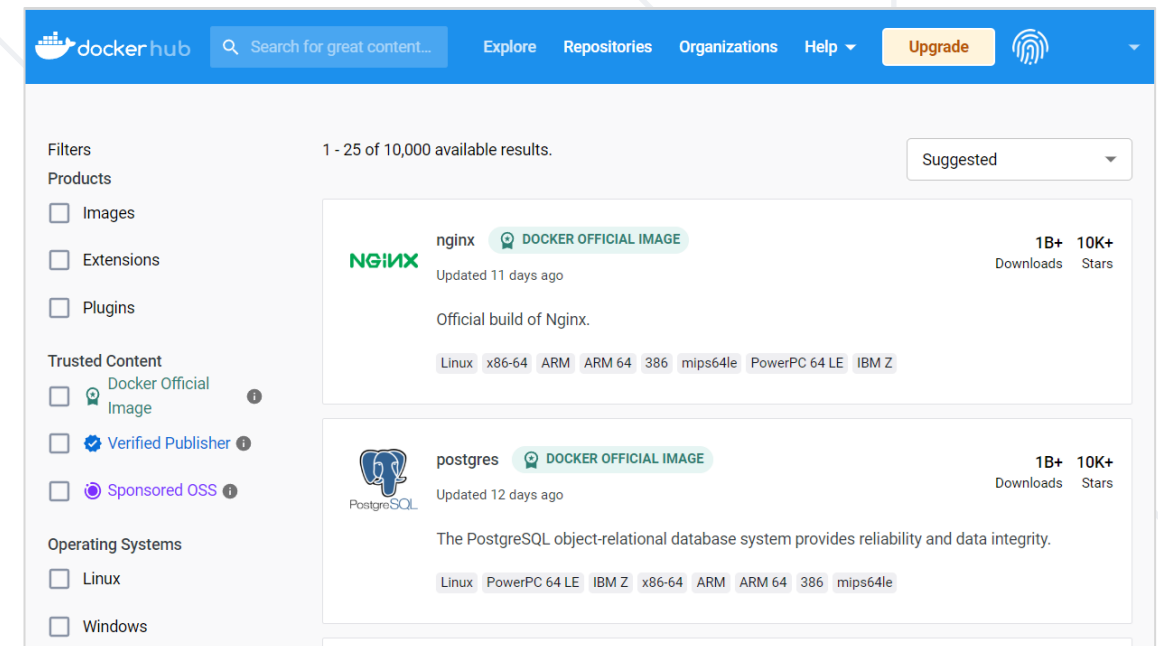 dockerhub
Search for great content...
Explore
Repositories
Organizations
Help
Upgrade
Filters
Products
Images
Extensions
Plugins
Trusted Content
Docker Official
Image
Verified Publisher
Sponsored OSS
Operating Systems
Linux
Windows
1 - 25 of 10,000 available results.
Suggested
NGINX
nginx DOCKER OFFICIAL IMAGE
Updated 11 days ago
1B+ 10K+
Downloads Stars
Official build of Nginx.
Linux x86-64 ARM ARM 64 386 mips64le PowerPC 64 LE IBM Z
PostgreSQL
postgres DOCKER OFFICIAL IMAGE
Updated 12 days ago
1B+ 10K+
Downloads Stars
The PostgreSQL object-relational database system provides reliability and data integrity.
Linux PowerPC 64 LE IBM Z x86-64 ARM ARM 64 386 mips64le